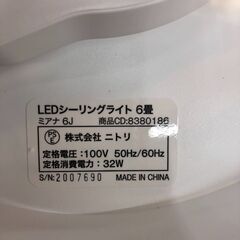 LEDシーリングライト 6畳
ミアナ 6J 商品CD:8380186
PSE 株式会社 ニトリ
定格電圧:100V 50Hz/60Hz
定格消費電力:32W
S/N:2007690
MADE IN CHINA